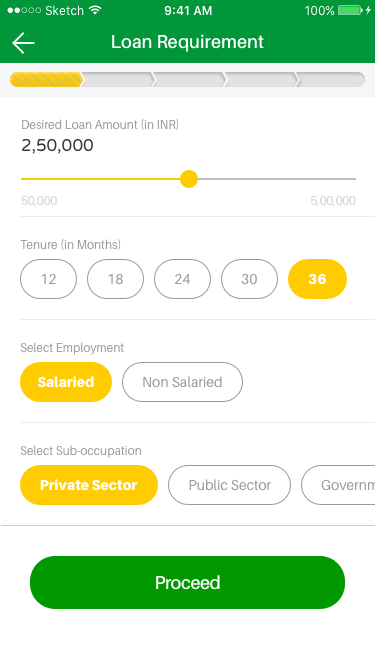 Sketch 9:41 AM 100%
Loan Requirement
Desired Loan Amount (in INR)
2,50,000
50,000 5,00,000
Tenure (in Months)
12 18 24 30 36
Select Employment
Salaried Non Salaried
Select Sub-occupation
Private Sector Public Sector Governm
Proceed